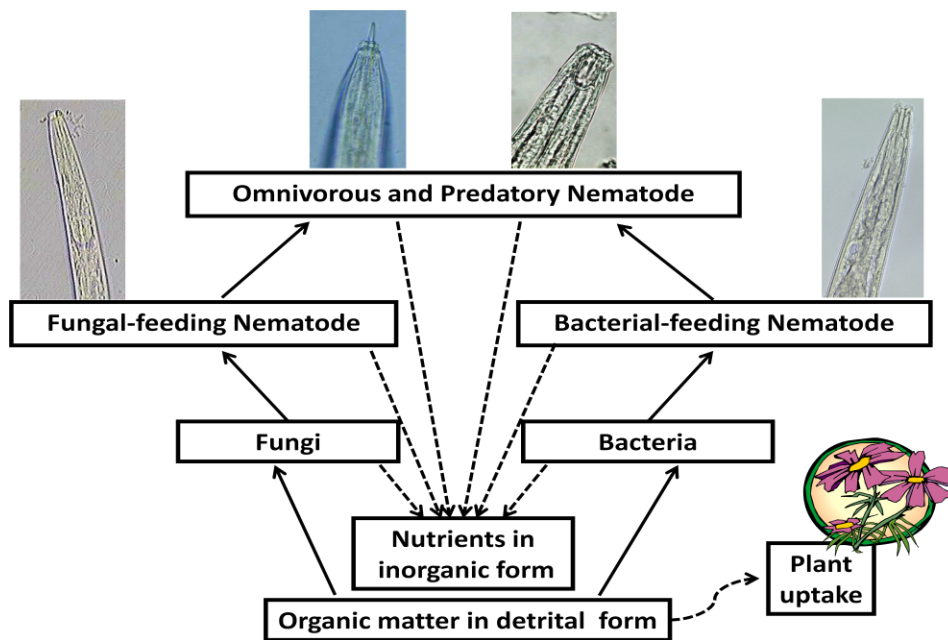 Omnivorous and Predatory Nematode
Fungal-feeding Nematode
Bacterial-feeding Nematode
Fungi
Bacteria
Nutrients in
inorganic form
Plant
uptake
Organic matter in detrital form